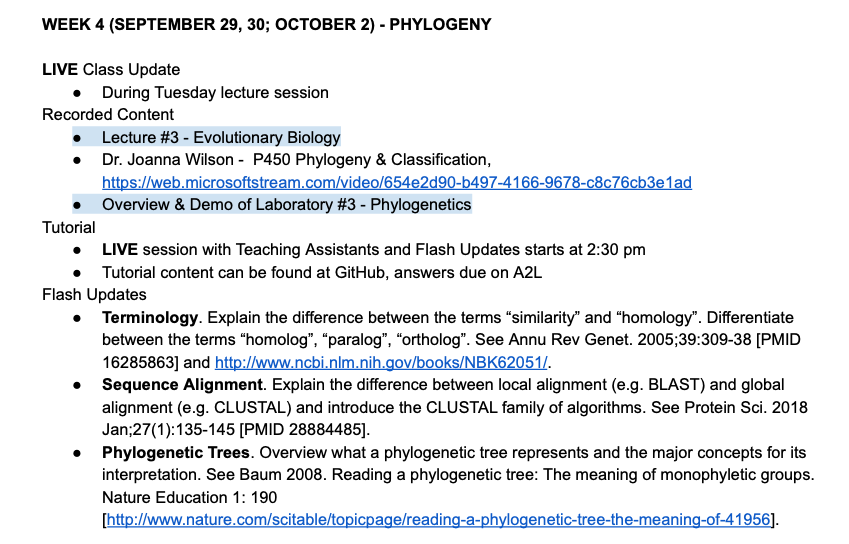 WEEK 4 (SEPTEMBER 29, 30; OCTOBER 2) - PHYLOGENY
LIVE Class Update
● During Tuesday lecture session
Recorded Content
● Lecture #3 - Evolutionary Biology
● Dr. Joanna Wilson - P450 Phylogeny & Classification,
https://web.microsoftstream.com/video/654e2d90-b497-4166-9678-c8c76cb3e1ad
● Overview & Demo of Laboratory #3 - Phylogenetics
Tutorial
● LIVE session with Teaching Assistants and Flash Updates starts at 2:30 pm
● Tutorial content can be found at GitHub, answers due on A2L
Flash Updates
● Terminology. Explain the difference between the terms “similarity” and “homology”. Differentiate
between the terms “homolog”, “paralog”, “ortholog”. See Annu Rev Genet. 2005;39:309-38 [PMID
16285863] and http://www.ncbi.nlm.nih.gov/books/NBK62051/.
● Sequence Alignment. Explain the difference between local alignment (e.g. BLAST) and global
alignment (e.g. CLUSTAL) and introduce the CLUSTAL family of algorithms. See Protein Sci. 2018
Jan;27(1):135-145 [PMID 28884485].
● Phylogenetic Trees. Overview what a phylogenetic tree represents and the major concepts for its
interpretation. See Baum 2008. Reading a phylogenetic tree: The meaning of monophyletic groups.
Nature Education 1: 190
[http://www.nature.com/scitable/topicpage/reading-a-phylogenetic-tree-the-meaning-of-41956].